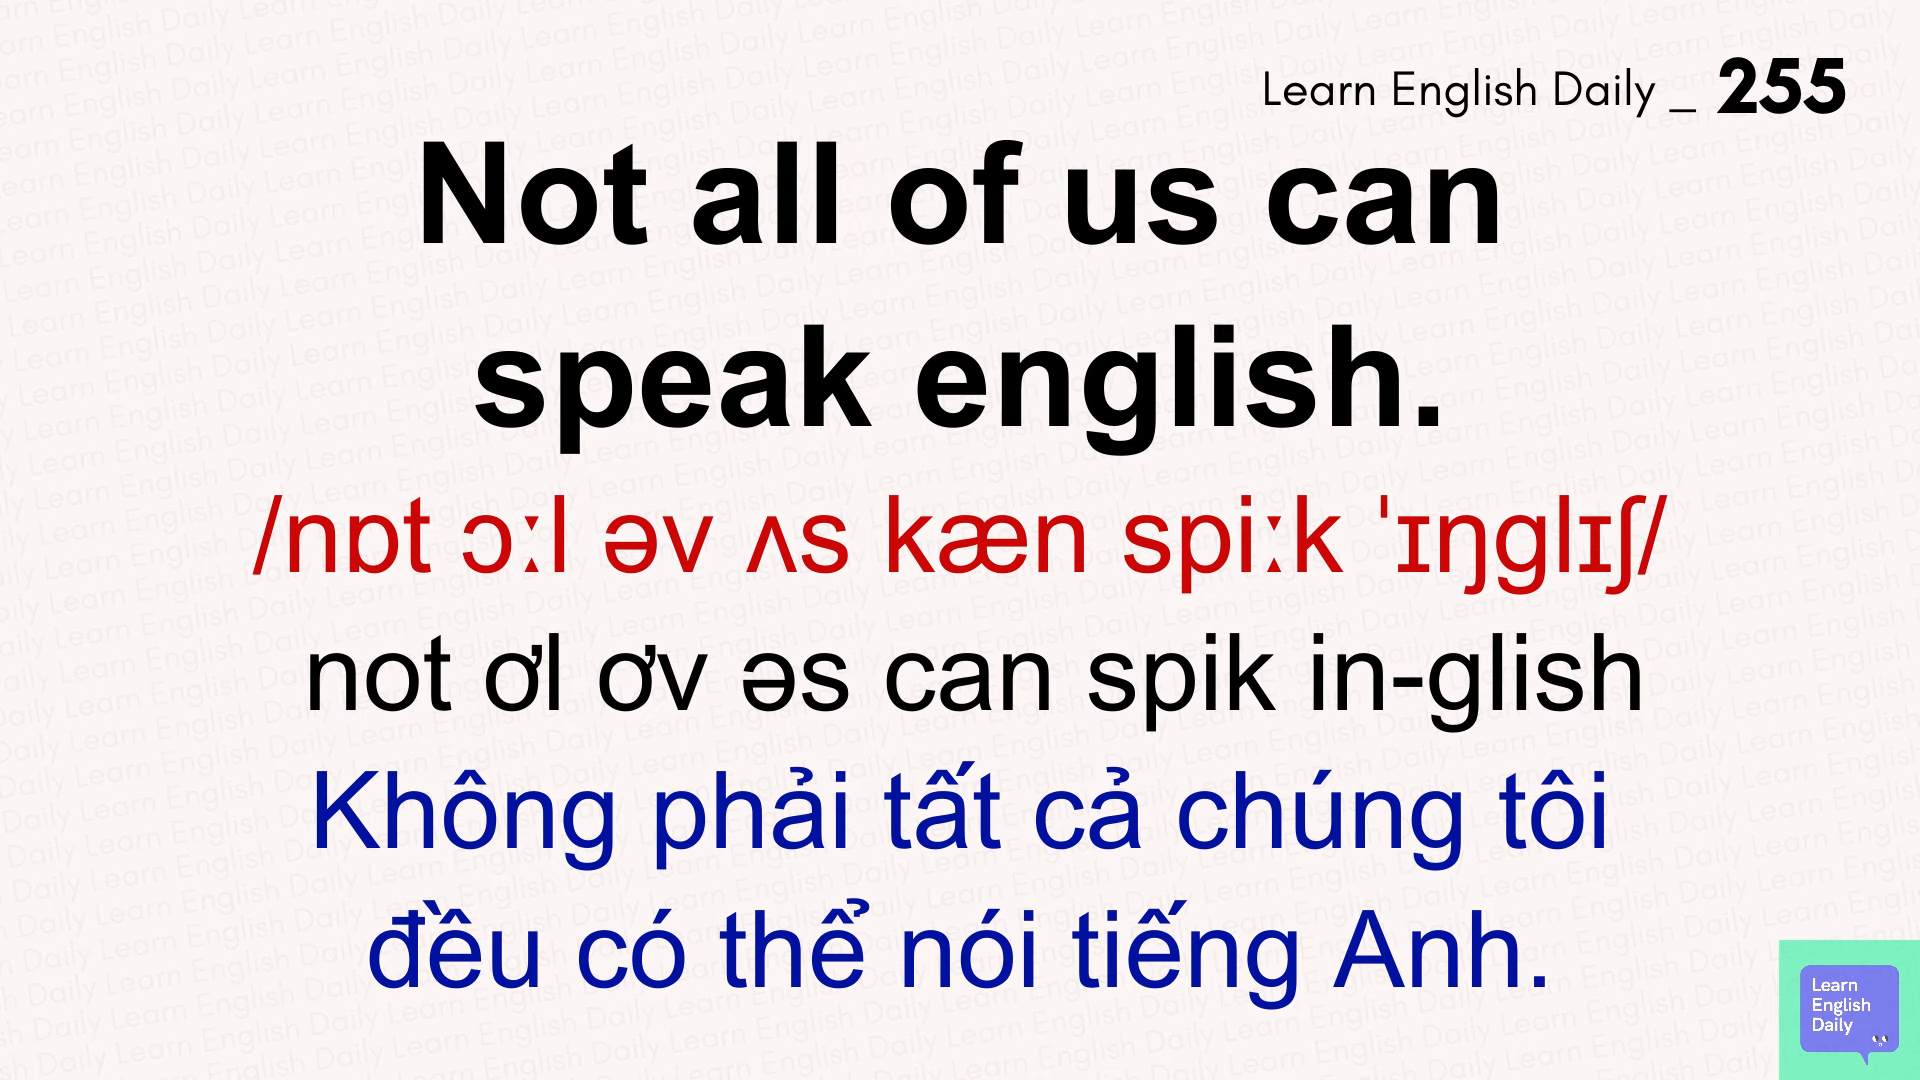 Learn English Daily _ 255
Not all of us can
speak english.
/nɒt ɔːl əv ʌs kæn spiːk ˈɪŋglɪʃ/
not ơl ơv əs can spik in-glish
Không phải tất cả chúng tôi
đều có thể nói tiếng Anh.
Learn
English
Daily